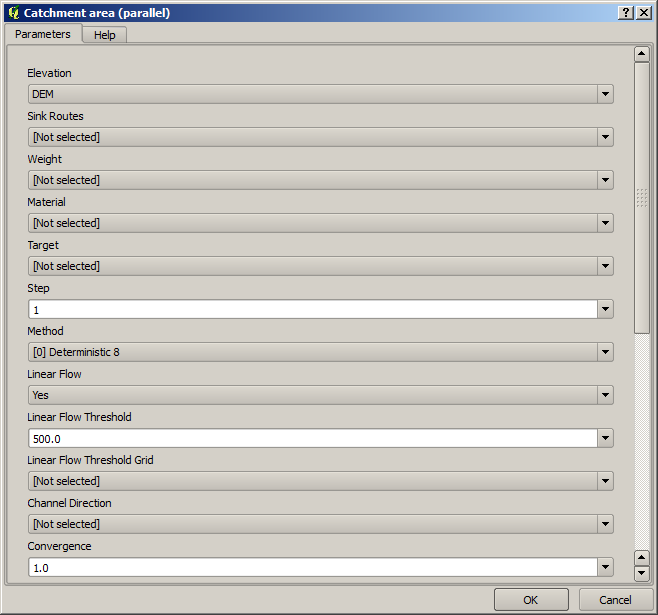 Catchment area (parallel)
Parameters Help
Elevation
DEM
Sink Routes
[Not selected]
Weight
[Not selected]
Material
[Not selected]
Target
[Not selected]
Step
1
Method
[0] Deterministic 8
Linear Flow
Yes
Linear Flow Threshold
500.0
Linear Flow Threshold Grid
[Not selected]
Channel Direction
[Not selected]
Convergence
1.0
OK Cancel